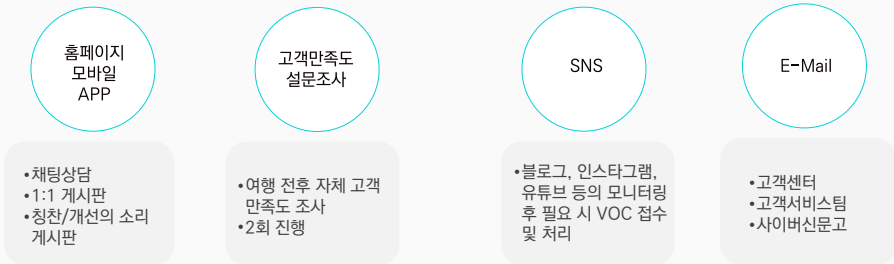 홈페이지
모바일
APP
•채팅상담
•1:1 게시판
•칭찬/개선의 소리
게시판
고객만족도
설문조사
•여행 전후 자체 고객
만족도 조사
•2회 진행
SNS
•블로그, 인스타그램,
유튜브 등의 모니터링
후 필요 시 VOC 접수
및 처리
E-Mail
•고객센터
•고객서비스팀
•사이버신문고